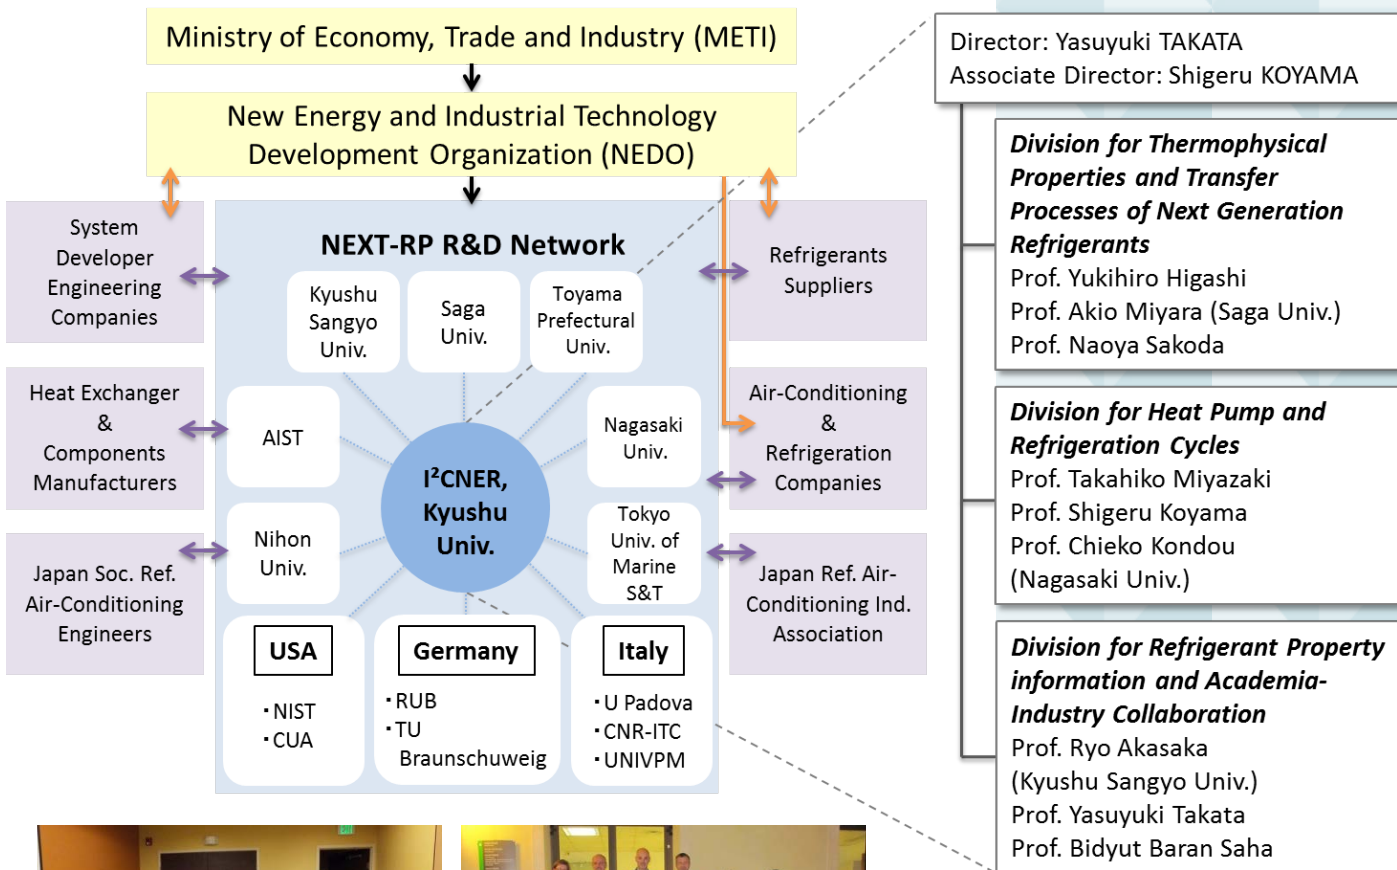 Ministry of Economy, Trade and Industry (METI)
New Energy and Industrial Technology
Development Organization (NEDO)
System
Developer
Engineering
Companies
Heat Exchanger
&
Components
Manufacturers
Japan Soc. Ref.
Air-Conditioning
Engineers
NEXT-RP R&D Network
Kyushu
Sangyo
Univ.
Saga
Univ.
Toyama
Prefectural
Univ.
AIST
Nagasaki
Univ.
I²CNER,
Kyushu
Univ.
Nihon
Univ.
Tokyo
Univ. of
Marine
S&T
USA
・NIST
・CUA
Germany
・RUB
・TU
Braunschuweig
Italy
・U Padova
・CNR-ITC
・UNIVPM
Refrigerants
Suppliers
Air-Conditioning
&
Refrigeration
Companies
Japan Ref. Air-
Conditioning Ind.
Association
Director: Yasuyuki TAKATA
Associate Director: Shigeru KOYAMA
Division for Thermophysical
Properties and Transfer
Processes of Next Generation
Refrigerants
Prof. Yukihiro Higashi
Prof. Akio Miyara (Saga Univ.)
Prof. Naoya Sakoda
Division for Heat Pump and
Refrigeration Cycles
Prof. Takahiko Miyazaki
Prof. Shigeru Koyama
Prof. Chieko Kondou
(Nagasaki Univ.)
Division for Refrigerant Property
information and Academia-
Industry Collaboration
Prof. Ryo Akasaka
(Kyushu Sangyo Univ.)
Prof. Yasuyuki Takata
Prof. Bidyut Baran Saha